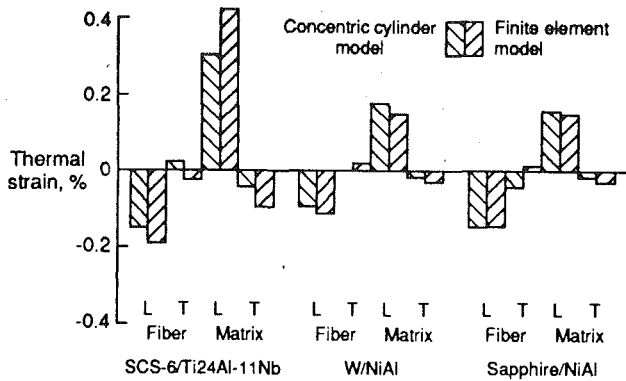 Concentric cylinder model
Finite element model
Thermal strain, %
0.4
0.2
0
-0.2
-0.4
L T L T
Fiber Matrix
SCS-6/Ti24Al-11Nb
L T L T
Fiber Matrix
W/NiAl
L T L T
Fiber Matrix
Sapphire/NiAl